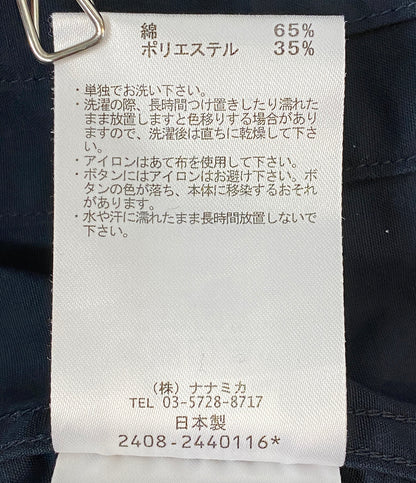 綿 65%
ポリエステル 35%
・単独でお洗い下さい。
・洗濯の際、長時間つけ置きしたり濡れた
まま放置しますと色移りする場合があり
ますので、洗濯後は直ちに乾燥して下さ
い。
・アイロンはあて布を使用して下さい。
・ボタンにはアイロンはお避け下さい。ボ
タンの色が落ち、本体に移染するおそれ
があります。
・水や汗に濡れたまま長時間放置しないで
下さい。
(株) ナナミカ
TEL 03-5728-8717
日本製
2408-2440116*